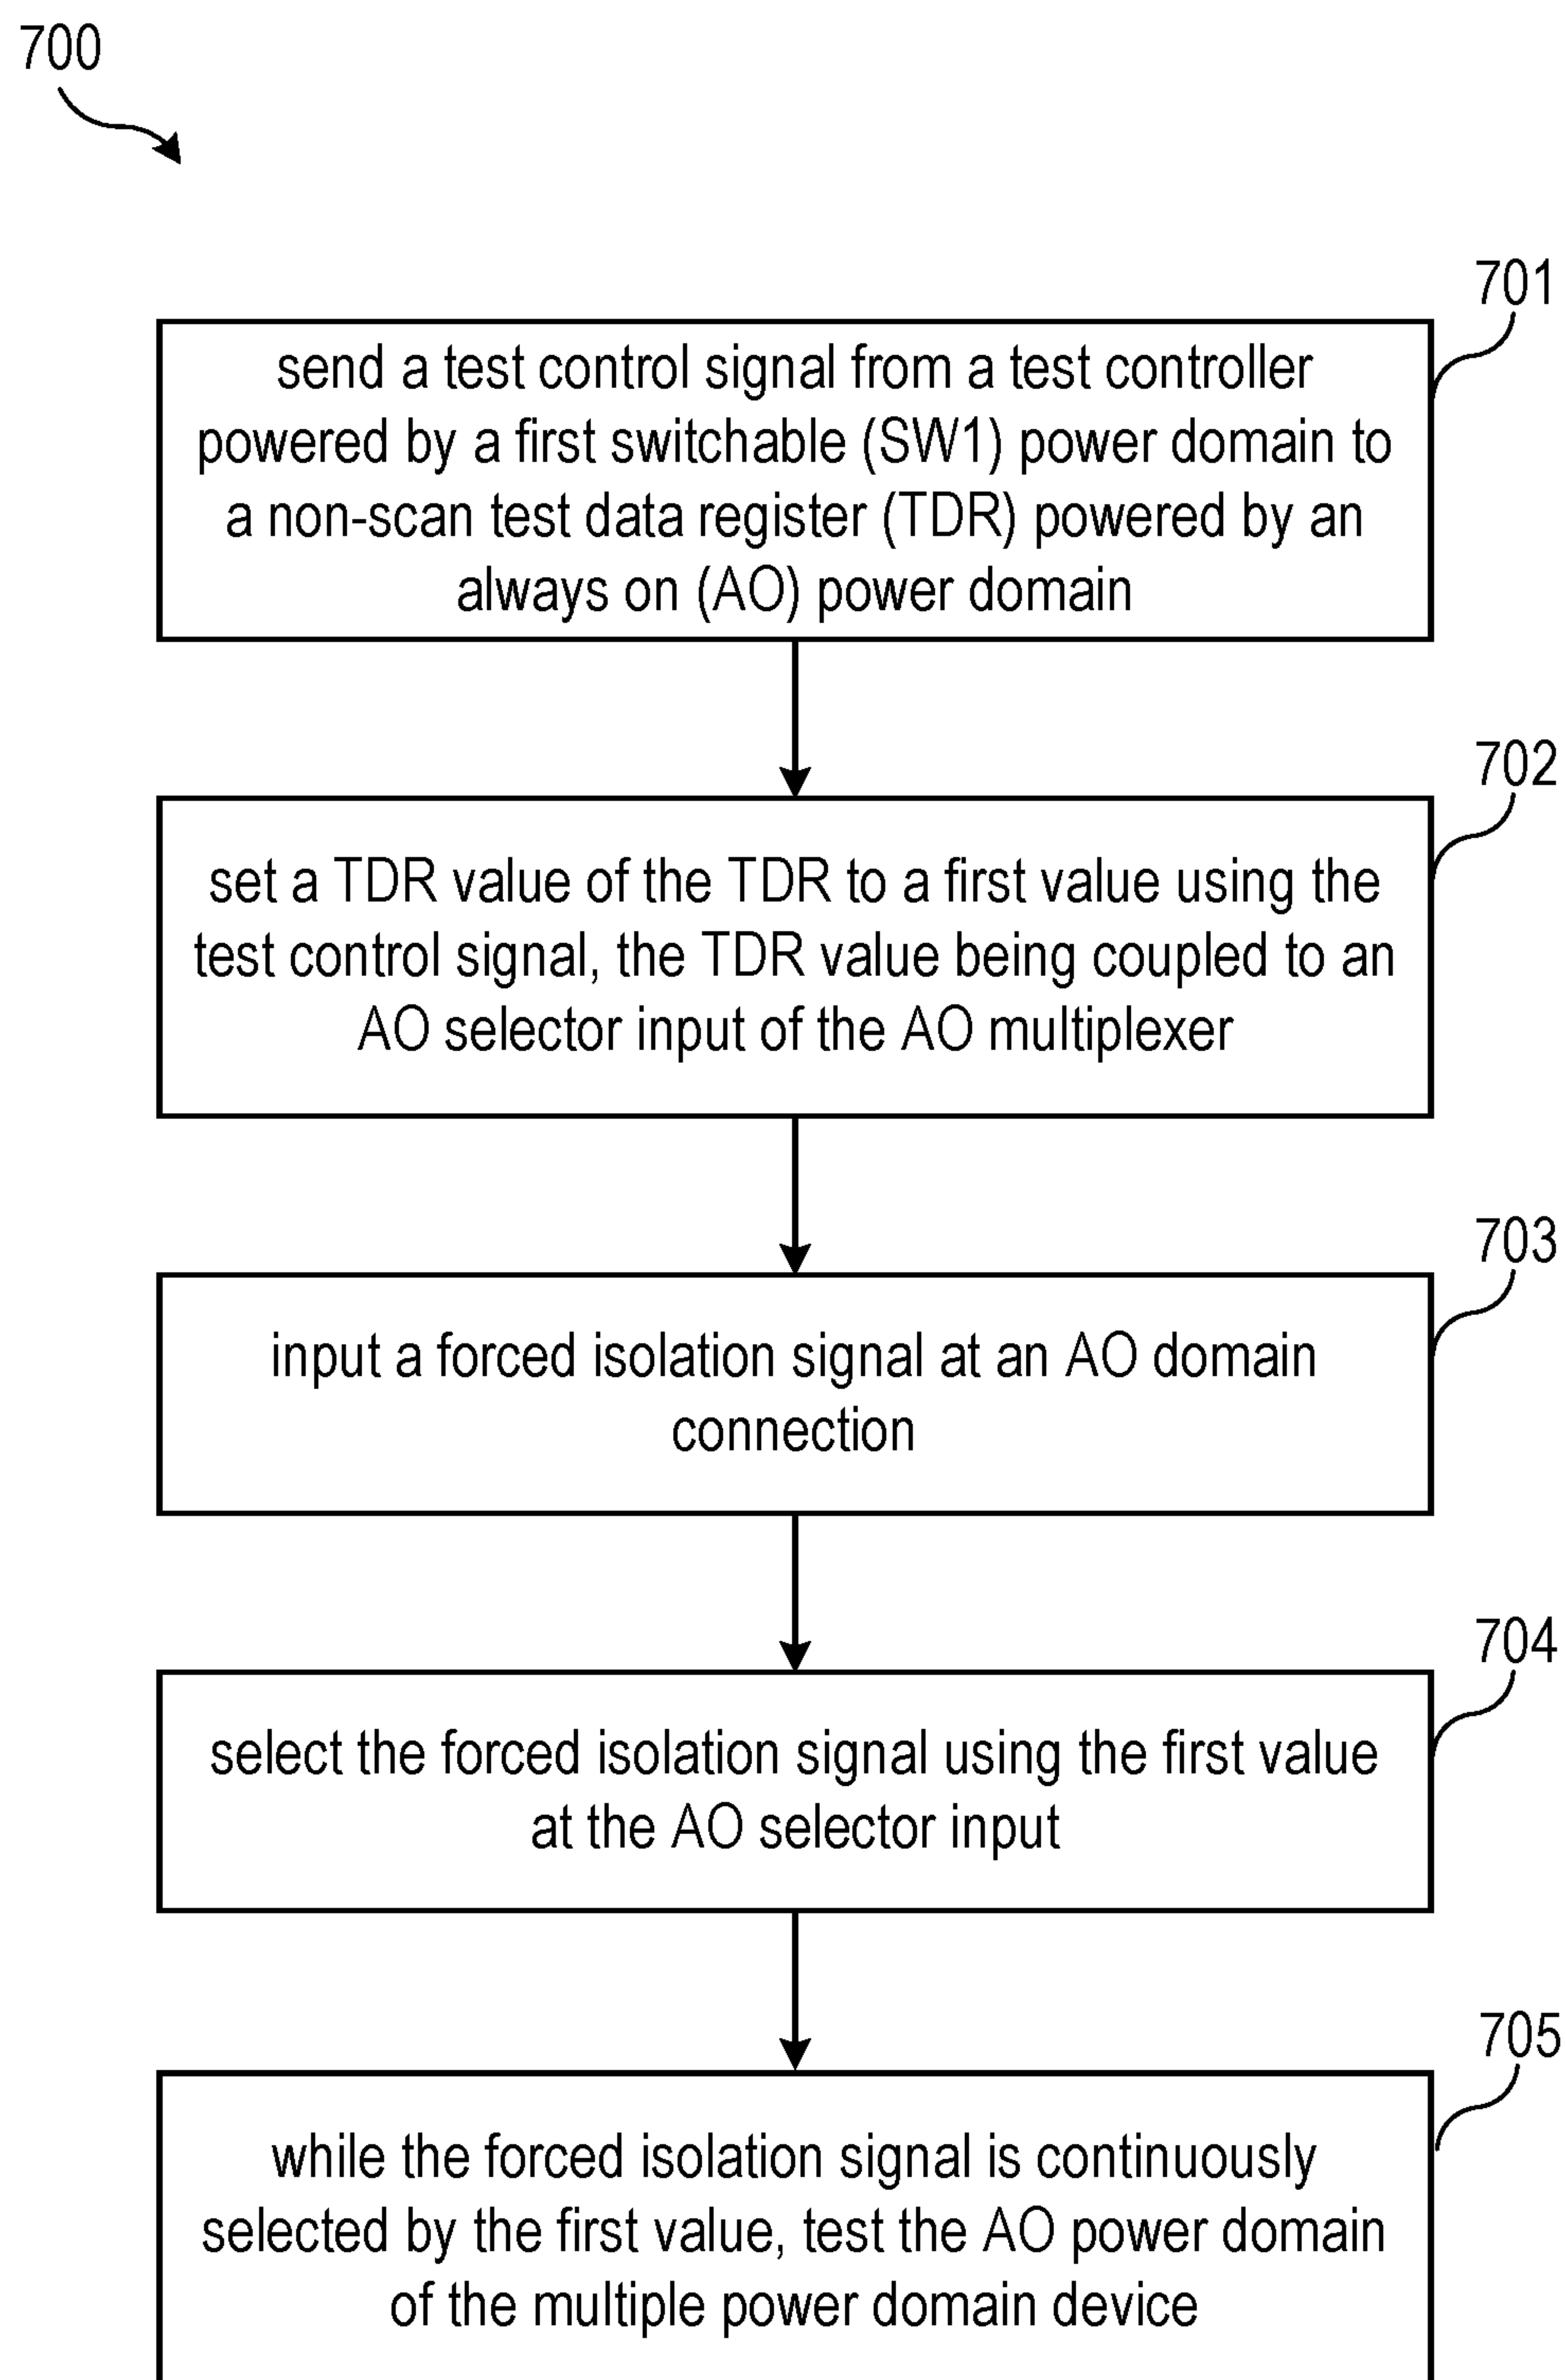 700
701
send a test control signal from a test controller
powered by a first switchable (SW1) power domain to
a non-scan test data register (TDR) powered by an
always on (AO) power domain
702
set a TDR value of the TDR to a first value using the
test control signal, the TDR value being coupled to an
AO selector input of the AO multiplexer
703
input a forced isolation signal at an AO domain
connection
704
select the forced isolation signal using the first value
at the AO selector input
705
while the forced isolation signal is continuously
selected by the first value, test the AO power domain
of the multiple power domain device